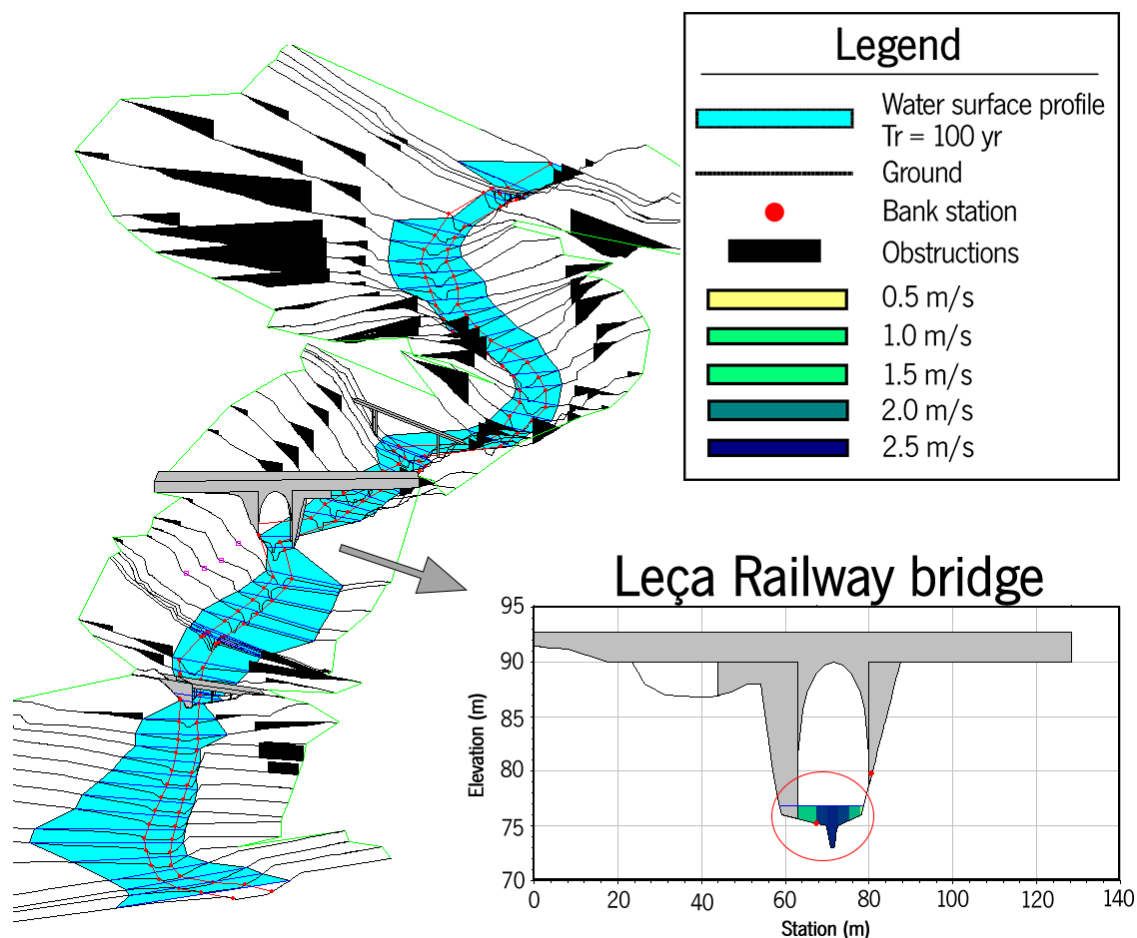 Legend
Water surface profile
Tr = 100 yr
Ground
Bank station
Obstructions
0.5 m/s
1.0 m/s
1.5 m/s
2.0 m/s
2.5 m/s
Leça Railway bridge
95
90
85
80
75
70
Elevation (m)
0 20 40 60 80 100 120 140
Station (m)